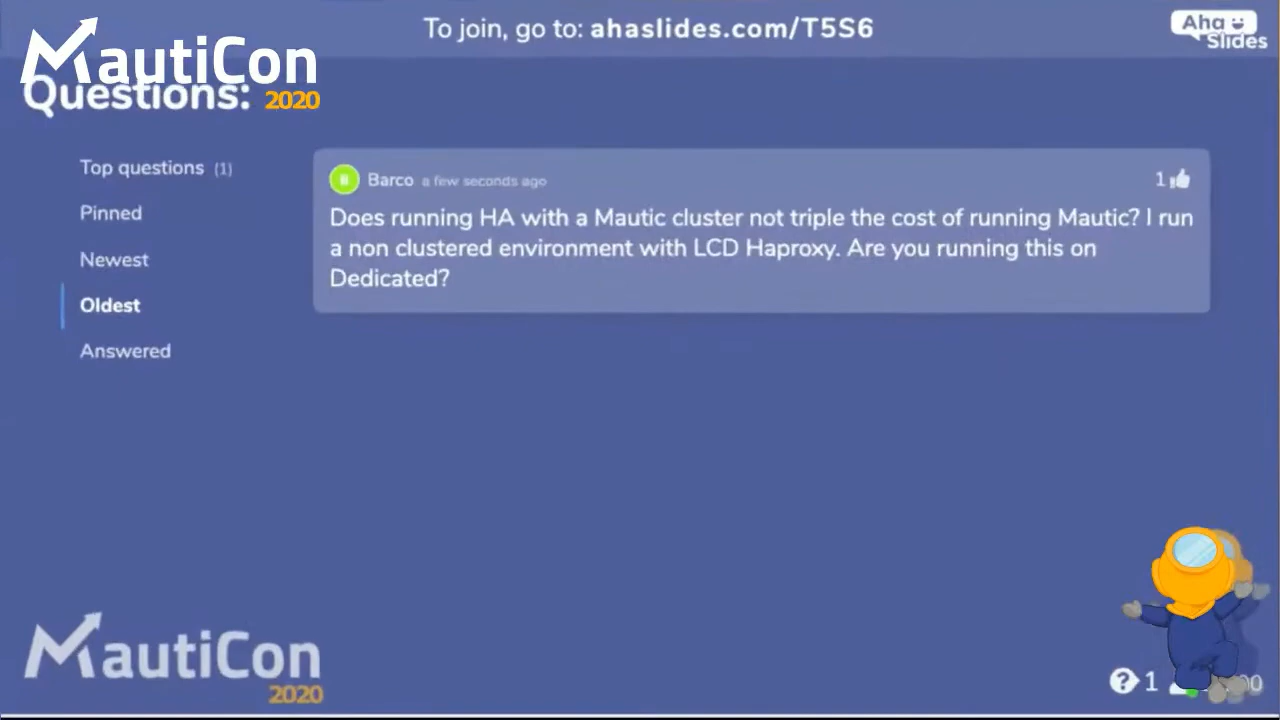 To join, go to: ahaslides.com/T5S6
Aha
Slides
MautiCon
Questions: 2020
Top questions (1)
Pinned
Newest
Oldest
Answered
Barco a few seconds ago
1
Does running HA with a Mautic cluster not triple the cost of running Mautic? I run
a non clustered environment with LCD Haproxy. Are you running this on
Dedicated?
MautiCon
2020
? 1